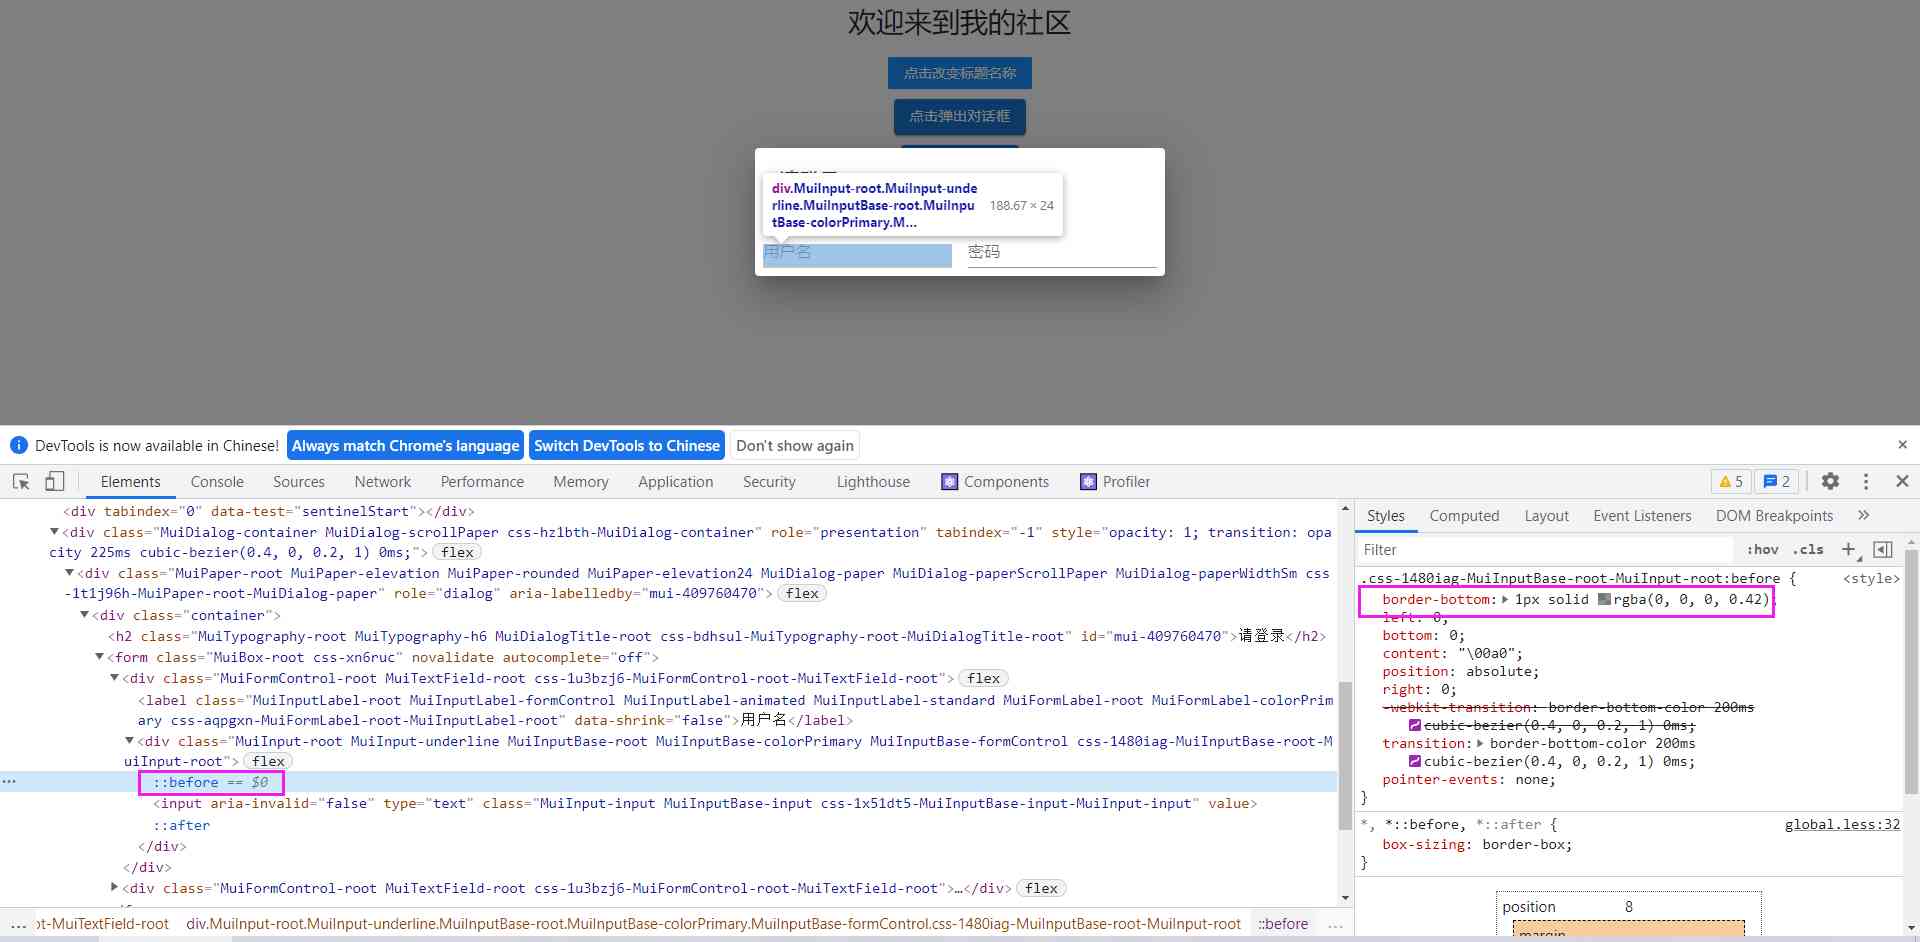 欢迎来到我的社区
点击改变标题名称
点击弹出对话框
div.MuiInput-root.MuiInput-unde
rline.MuiInputBase-root.MuiInpu
tBase-colorPrimary.M...
188.67 × 24
用户名
密码
DevTools is now available in Chinese! Always match Chrome's language Switch DevTools to Chinese Don't show again
Elements Console Sources Network Performance Memory Application Security Lighthouse Components Profiler 5 2
<div tabindex="0" data-test="sentinelStart"></div>
<div class="MuiDialog-container MuiDialog-scrollPaper css-hz1bth-MuiDialog-container" role="presentation" tabindex="-1" style="opacity: 1; transition: opa
city 225ms cubic-bezier(0.4, 0, 0.2, 1) 0ms;"> flex
<div class="MuiPaper-root MuiPaper-elevation MuiPaper-rounded MuiPaper-elevation24 MuiDialog-paper MuiDialog-paperScrollPaper MuiDialog-paperWidthSm css
-1t1j96h-MuiPaper-root-MuiDialog-paper" role="dialog" aria-labelledby="mui-409760470"> flex
<div class="container">
<h2 class="MuiTypography-root MuiTypography-h6 MuiDialogTitle-root css-bdhsul-MuiTypography-root-MuiDialogTitle-root" id="mui-409760470">请登录</h2>
<form class="MuiBox-root css-xn6ruc" novalidate autocomplete="off">
<div class="MuiFormControl-root MuiTextField-root css-1u3bzj6-MuiFormControl-root-MuiTextField-root"> flex
<label class="MuiInputLabel-root MuiInputLabel-formControl MuiInputLabel-animated MuiInputLabel-standard MuiFormLabel-root MuiFormLabel-colorPrim
ary css-aqpgxn-MuiFormLabel-root-MuiInputLabel-root" data-shrink="false">用户名</label>
<div class="MuiInput-root MuiInput-underline MuiInputBase-root MuiInputBase-colorPrimary MuiInputBase-formControl css-1480iag-MuiInputBase-root-M
uiInput-root"> flex
::before == $0
<input aria-invalid="false" type="text" class="MuiInput-input MuiInputBase-input css-1x51dt5-MuiInputBase-input-MuiInput-input" value>
::after
</div>
</div>
<div class="MuiFormControl-root MuiTextField-root css-1u3bzj6-MuiFormControl-root-MuiTextField-root">…</div> flex
... ot-MuiTextField-root div.MuiInput-root.MuiInput-underline.MuiInputBase-root.MuiInputBase-colorPrimary.MuiInputBase-formControl.css-1480iag-MuiInputBase-root-MuiInput-root ::before ...
Styles Computed Layout Event Listeners DOM Breakpoints
Filter :hov .cls
.css-1480iag-MuiInputBase-root-MuiInput-root:before { <style>
border-bottom: 1px solid rgba(0, 0, 0, 0.42)
left: 0;
bottom: 0;
content: "\00a0";
position: absolute;
right: 0;
-webkit-transition: border-bottom-color 200ms
cubic-bezier(0.4, 0, 0.2, 1) 0ms;
transition: border-bottom-color 200ms
cubic-bezier(0.4, 0, 0.2, 1) 0ms;
pointer-events: none;
}
*, *::before, *::after { global.less:32
box-sizing: border-box;
}
position 8
margin